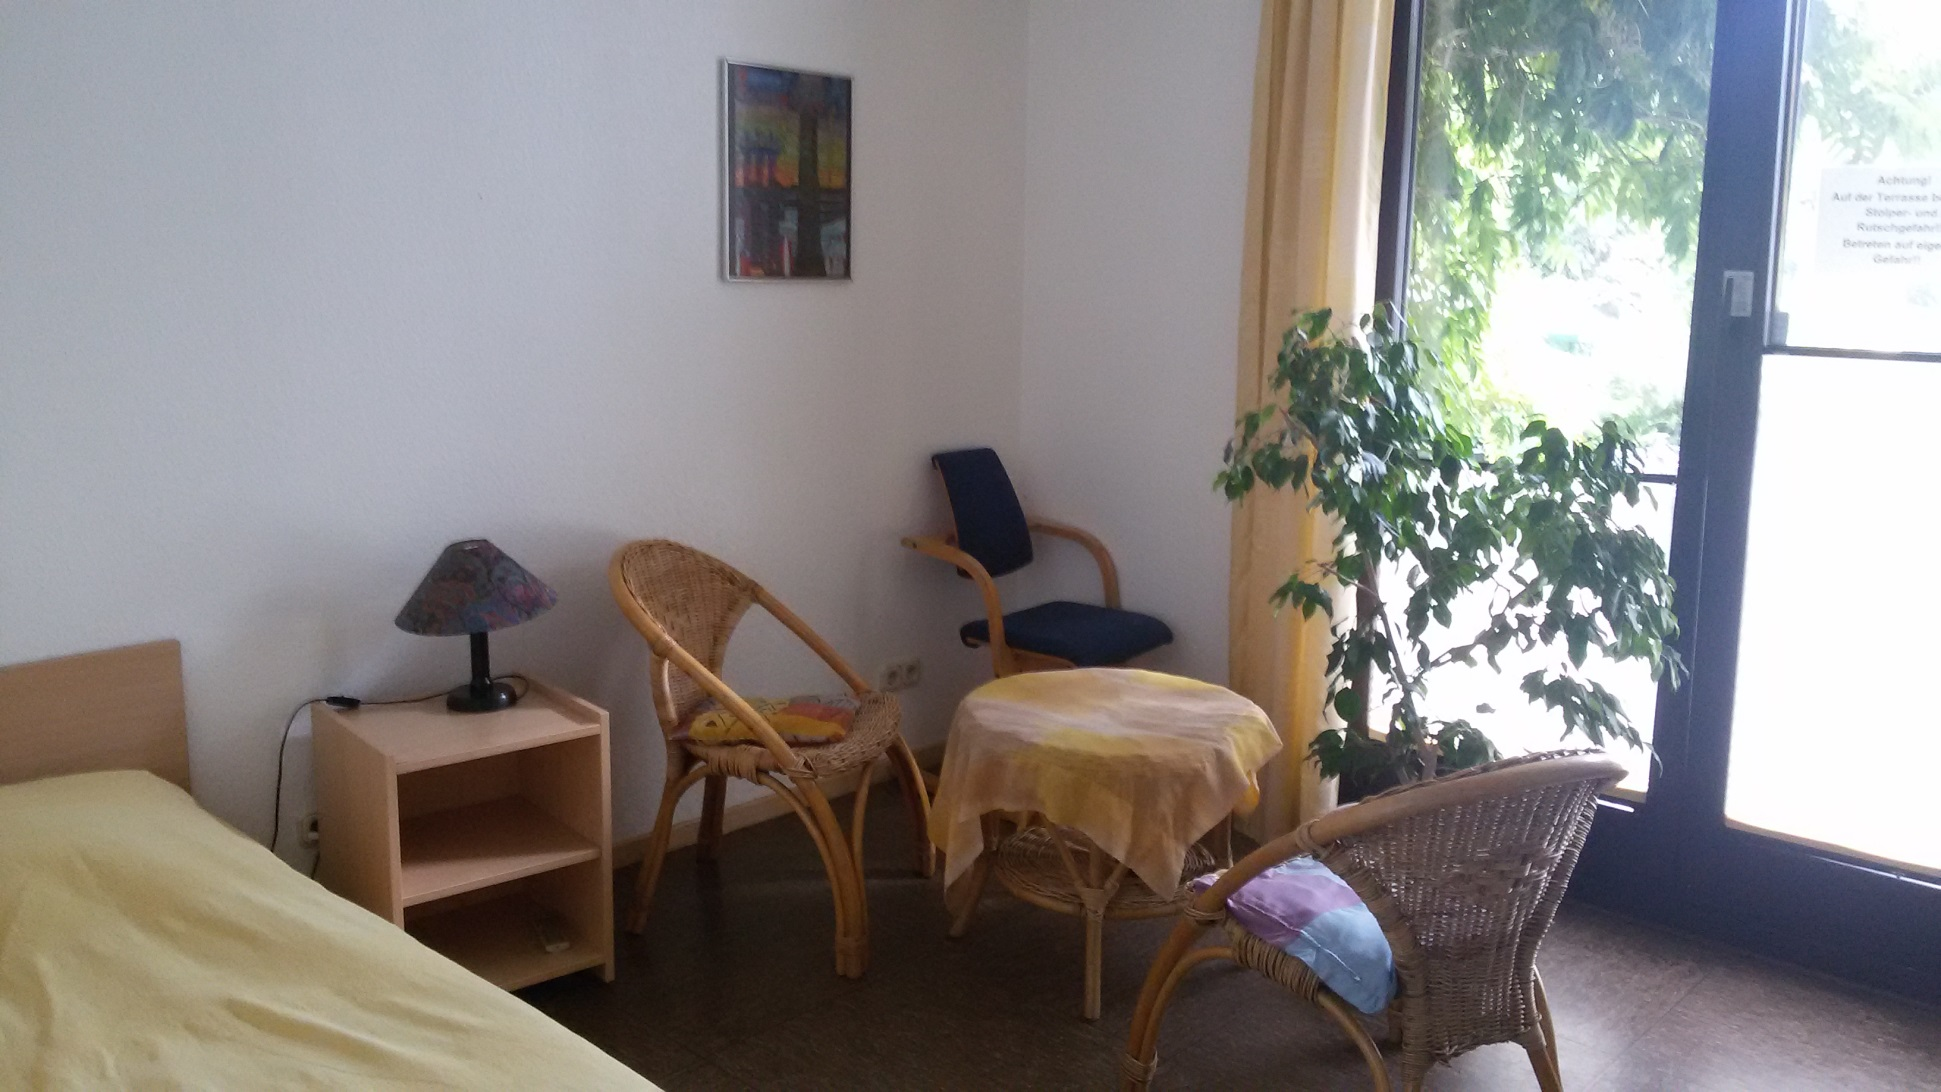 Achtung!
Auf der Terrasse
Stolper- und
Rutschgefahr!
Betreten auf
Gefahr!!